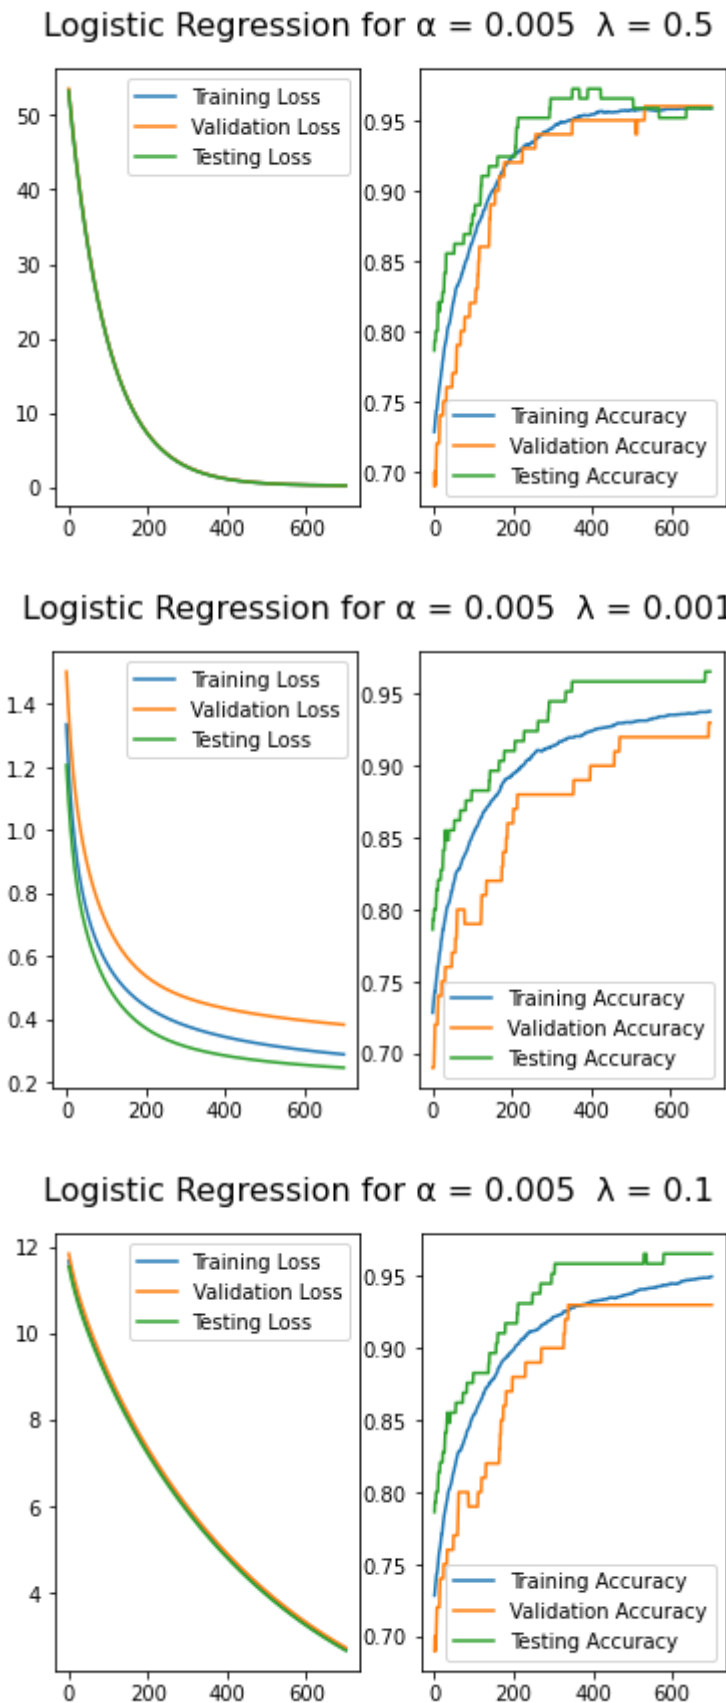 Logistic Regression for α = 0.005 λ = 0.5
Training Loss
Validation Loss
Testing Loss
50
40
30
20
10
0
0 200 400 600
0.95
0.90
0.85
0.80
0.75
0.70
Training Accuracy
Validation Accuracy
Testing Accuracy
0 200 400 600
Logistic Regression for α = 0.005 λ = 0.001
Training Loss
Validation Loss
Testing Loss
1.4
1.2
1.0
0.8
0.6
0.4
0.2
0 200 400 600
0.95
0.90
0.85
0.80
0.75
0.70
Training Accuracy
Validation Accuracy
Testing Accuracy
0 200 400 600
Logistic Regression for α = 0.005 λ = 0.1
Training Loss
Validation Loss
Testing Loss
12
10
8
6
4
0 200 400 600
0.95
0.90
0.85
0.80
0.75
0.70
Training Accuracy
Validation Accuracy
Testing Accuracy
0 200 400 600